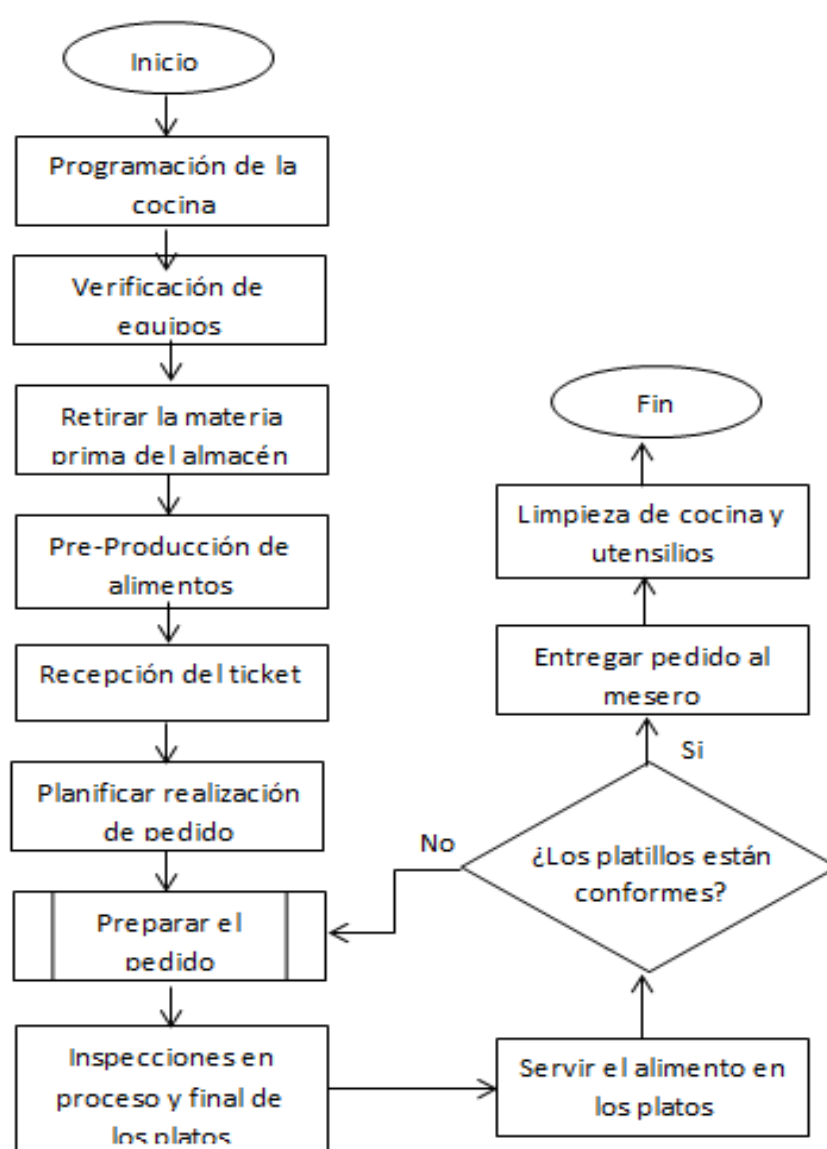 Inicio
Programación de la
cocina
Verificación de
equipos
Retirar la materia
prima del almacén
Pre-Producción de
alimentos
Recepción del ticket
Planificar realización
de pedido
Preparar el
pedido
Inspecciones en
proceso y final de
los platos
Servir el alimento en
los platos
¿Los platillos están
conformes?
No
Si
Entregar pedido al
mesero
Limpieza de cocina y
utensilios
Fin